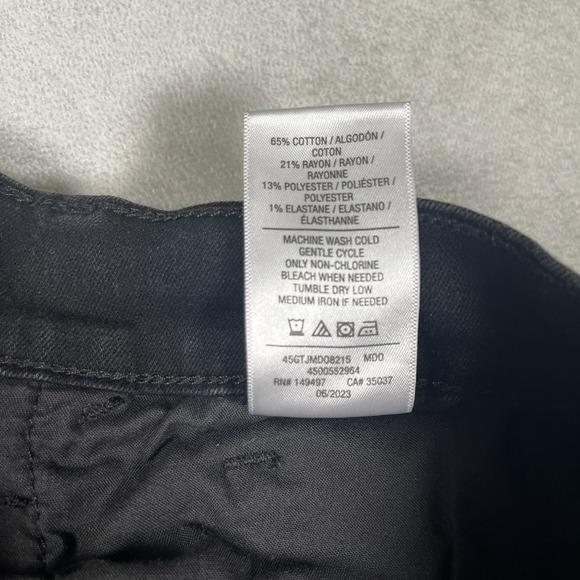 65% COTTON / ALGODÓN /
COTON
21% RAYON / RAYON /
RAYONNE
13% POLYESTER / POLIÉSTER /
POLYESTER
1% ELASTANE / ELASTANO /
ÉLASTHANNE
MACHINE WASH COLD
GENTLE CYCLE
ONLY NON-CHLORINE
BLEACH WHEN NEEDED
TUMBLE DRY LOW
MEDIUM IRON IF NEEDED
45GTJMDO8215 MDO
4500552964
RN# 149497 CA# 35037
06/2023